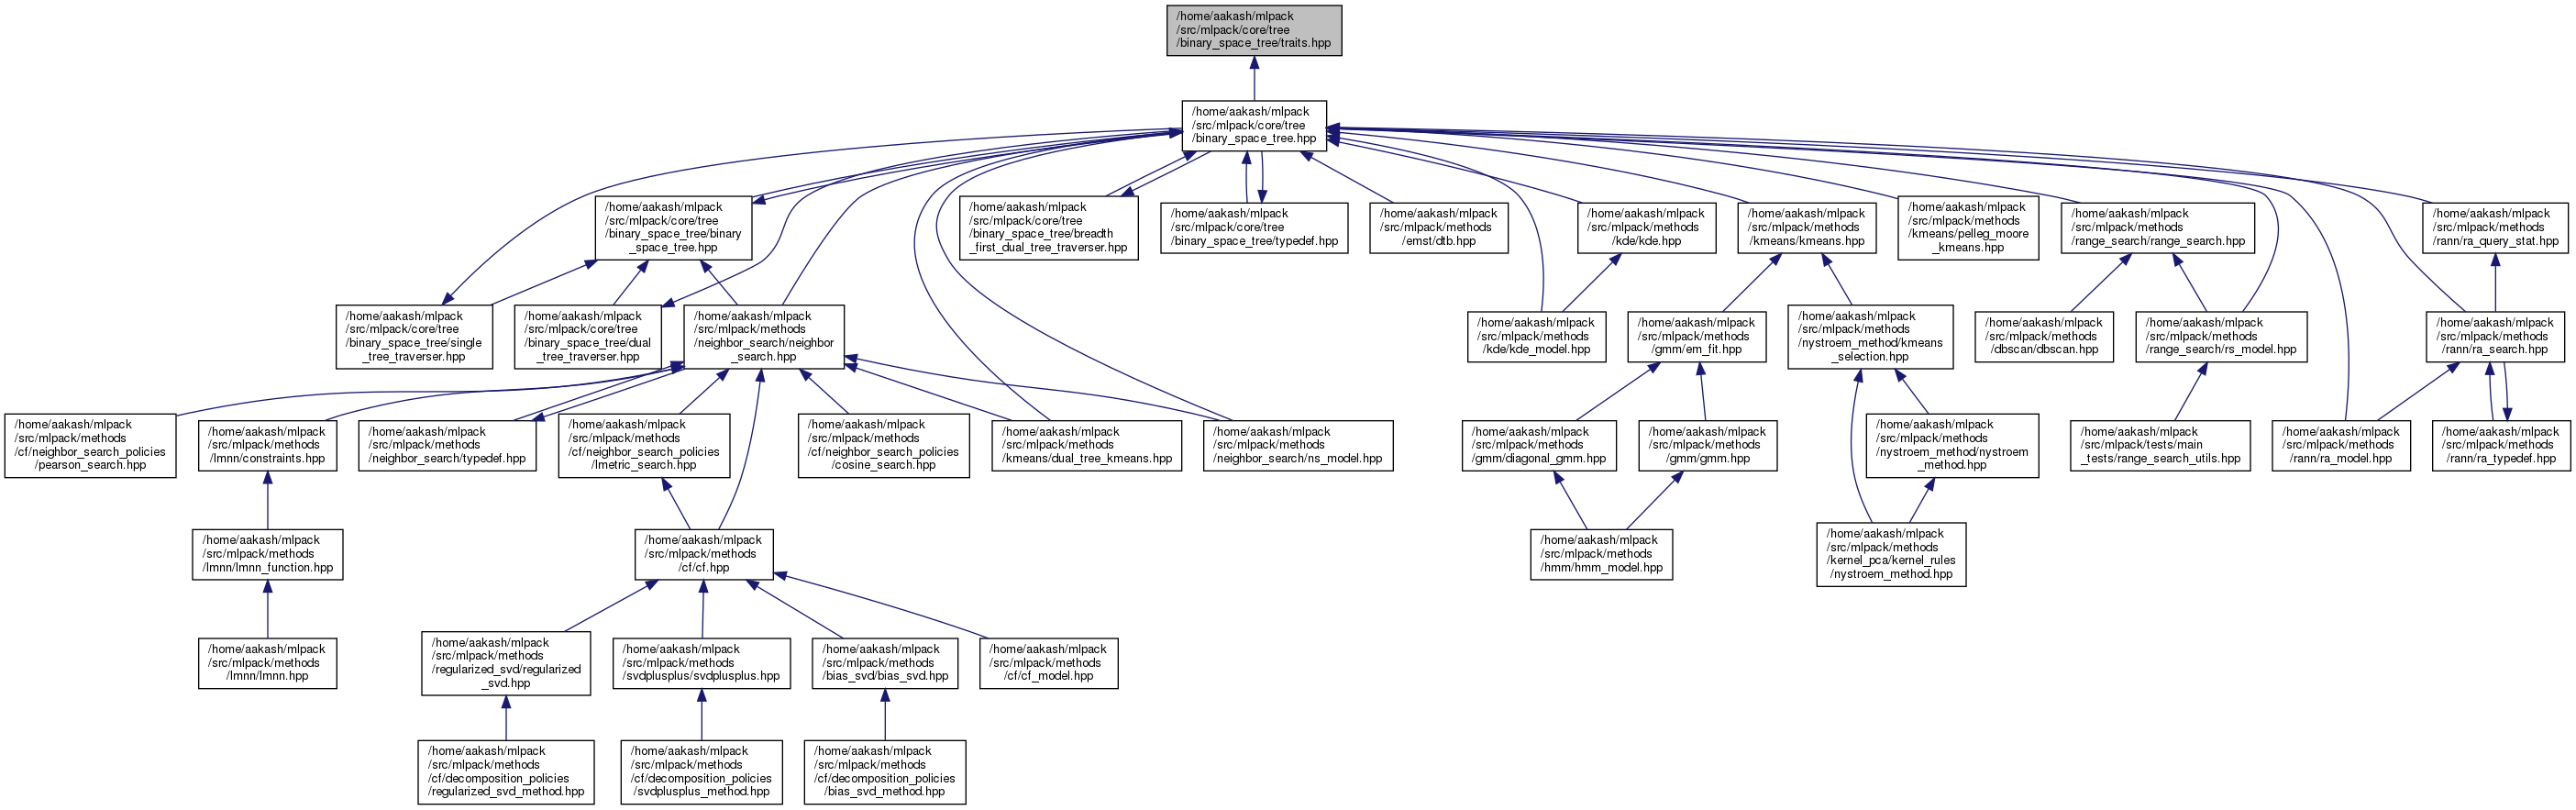 /home/aakash/mlpack
/src/mlpack/core/tree
/binary_space_tree/traits.hpp
/home/aakash/mlpack
/src/mlpack/core/tree
/binary_space_tree.hpp
/home/aakash/mlpack
/src/mlpack/core/tree
/binary_space_tree/binary
_space_tree.hpp
/home/aakash/mlpack
/src/mlpack/core/tree
/binary_space_tree/breadth
_first_dual_tree_traverser.hpp
/home/aakash/mlpack
/src/mlpack/core/tree
/binary_space_tree/typedef.hpp
/home/aakash/mlpack
/src/mlpack/methods
/emst/dtb.hpp
/home/aakash/mlpack
/src/mlpack/methods
/kde/kde.hpp
/home/aakash/mlpack
/src/mlpack/methods
/kmeans/kmeans.hpp
/home/aakash/mlpack
/src/mlpack/methods
/kmeans/pelleg_moore
_kmeans.hpp
/home/aakash/mlpack
/src/mlpack/methods
/range_search/range_search.hpp
/home/aakash/mlpack
/src/mlpack/methods
/rann/ra_query_stat.hpp
/home/aakash/mlpack
/src/mlpack/core/tree
/binary_space_tree/single
_tree_traverser.hpp
/home/aakash/mlpack
/src/mlpack/core/tree
/binary_space_tree/dual
_tree_traverser.hpp
/home/aakash/mlpack
/src/mlpack/methods
/neighbor_search/neighbor
_search.hpp
/home/aakash/mlpack
/src/mlpack/methods
/kde/kde_model.hpp
/home/aakash/mlpack
/src/mlpack/methods
/gmm/em_fit.hpp
/home/aakash/mlpack
/src/mlpack/methods
/nystroem_method/kmeans
_selection.hpp
/home/aakash/mlpack
/src/mlpack/methods
/dbscan/dbscan.hpp
/home/aakash/mlpack
/src/mlpack/methods
/range_search/rs_model.hpp
/home/aakash/mlpack
/src/mlpack/methods
/rann/ra_search.hpp
/home/aakash/mlpack
/src/mlpack/methods
/cf/neighbor_search_policies
/pearson_search.hpp
/home/aakash/mlpack
/src/mlpack/methods
/lmnn/constraints.hpp
/home/aakash/mlpack
/src/mlpack/methods
/neighbor_search/typedef.hpp
/home/aakash/mlpack
/src/mlpack/methods
/cf/neighbor_search_policies
/lmetric_search.hpp
/home/aakash/mlpack
/src/mlpack/methods
/cf/neighbor_search_policies
/cosine_search.hpp
/home/aakash/mlpack
/src/mlpack/methods
/kmeans/dual_tree_kmeans.hpp
/home/aakash/mlpack
/src/mlpack/methods
/neighbor_search/ns_model.hpp
/home/aakash/mlpack
/src/mlpack/methods
/gmm/diagonal_gmm.hpp
/home/aakash/mlpack
/src/mlpack/methods
/gmm/gmm.hpp
/home/aakash/mlpack
/src/mlpack/methods
/nystroem_method/nystroem
_method.hpp
/home/aakash/mlpack
/src/mlpack/tests/main
_tests/range_search_utils.hpp
/home/aakash/mlpack
/src/mlpack/methods
/rann/ra_model.hpp
/home/aakash/mlpack
/src/mlpack/methods
/rann/ra_typedef.hpp
/home/aakash/mlpack
/src/mlpack/methods
/lmnn/lmnn_function.hpp
/home/aakash/mlpack
/src/mlpack/methods
/cf/cf.hpp
/home/aakash/mlpack
/src/mlpack/methods
/hmm/hmm_model.hpp
/home/aakash/mlpack
/src/mlpack/methods
/kernel_pca/kernel_rules
/nystroem_method.hpp
/home/aakash/mlpack
/src/mlpack/methods
/lmnn/lmnn.hpp
/home/aakash/mlpack
/src/mlpack/methods
/regularized_svd/regularized
_svd.hpp
/home/aakash/mlpack
/src/mlpack/methods
/svdplusplus/svdplusplus.hpp
/home/aakash/mlpack
/src/mlpack/methods
/bias_svd/bias_svd.hpp
/home/aakash/mlpack
/src/mlpack/methods
/cf/cf_model.hpp
/home/aakash/mlpack
/src/mlpack/methods
/cf/decomposition_policies
/regularized_svd_method.hpp
/home/aakash/mlpack
/src/mlpack/methods
/cf/decomposition_policies
/svdplusplus_method.hpp
/home/aakash/mlpack
/src/mlpack/methods
/cf/decomposition_policies
/bias_svd_method.hpp